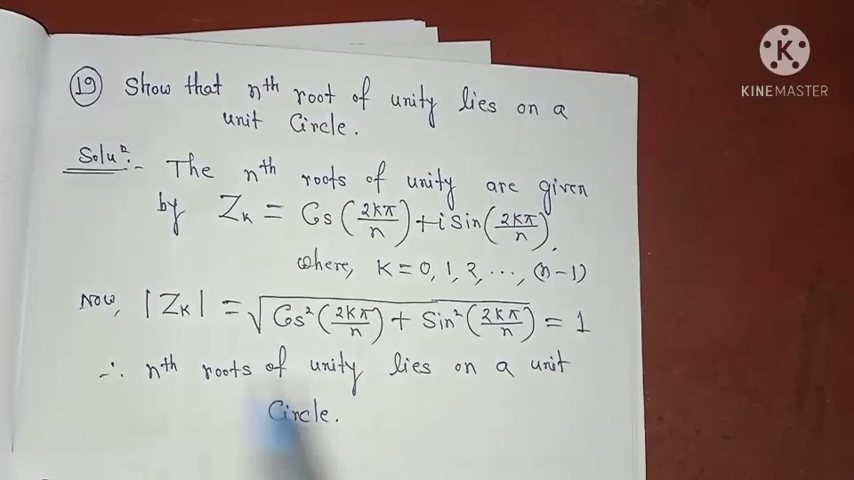 19 Show that nth root of unity lies on a
unit Circle.
Soluⁿ:- The nth roots of unity are given
by Zₖ = Cos(2kπ/n) + i Sin(2kπ/n),
where, K = 0, 1, 2, ..., (n-1)
Now, |Zₖ| = √Cos²(2kπ/n) + Sin²(2kπ/n) = 1
∴ nth roots of unity lies on a unit
Circle.
K
KINEMASTER